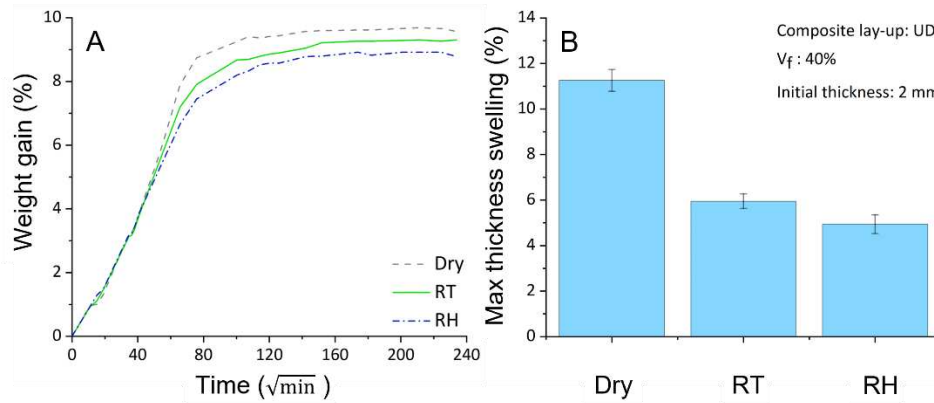 A
Weight gain (%)
10
8
6
4
2
0
Dry
RT
RH
0 40 80 120 160 200 240
Time (√min)
B
Max thickness swelling (%)
14
12
10
8
6
4
2
0
Composite lay-up: UD
Vf : 40%
Initial thickness: 2 mm
Dry RT RH